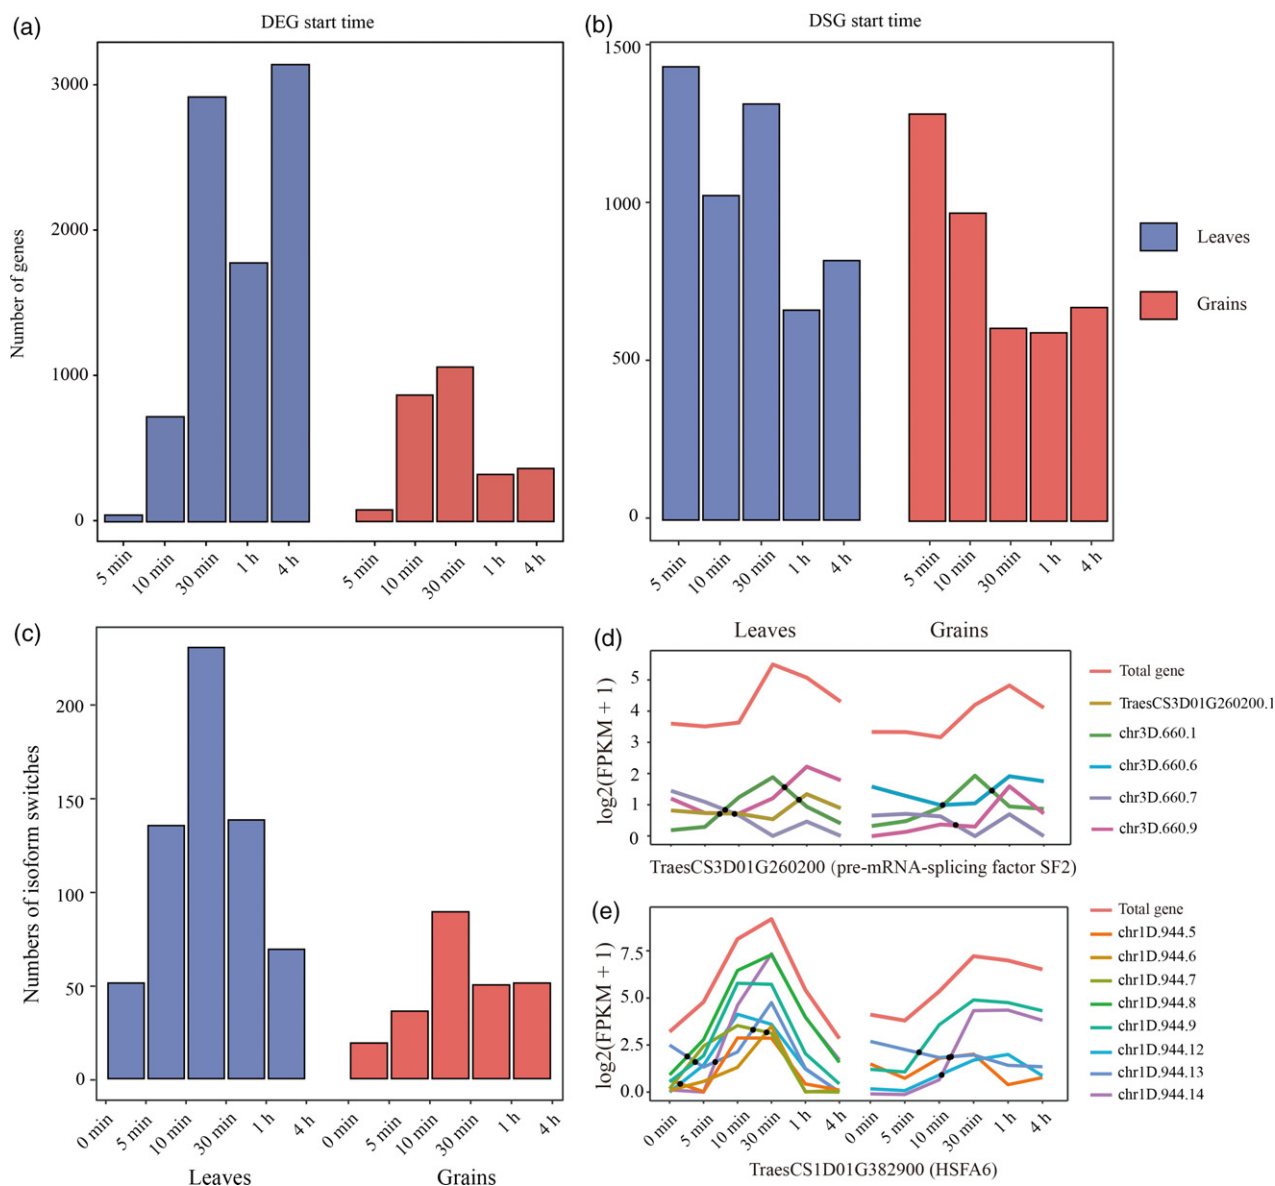 (a)
DEG start time
Number of genes
3000
2000
1000
0
5 min
10 min
30 min
1 h
4 h
5 min
10 min
30 min
1 h
4 h
(b)
DSG start time
1500
1000
500
0
5 min
10 min
30 min
1 h
4 h
5 min
10 min
30 min
1 h
4 h
Leaves
Grains
(c)
Numbers of isoform switches
200
150
100
50
0
0 min
5 min
10 min
30 min
1 h
4 h
0 min
5 min
10 min
30 min
1 h
4 h
Leaves
Grains
(d)
Leaves
Grains
log2(FPKM + 1)
5
4
3
2
1
0
TraesCS3D01G260200 (pre-mRNA-splicing factor SF2)
Total gene
TraesCS3D01G260200.1
chr3D.660.1
chr3D.660.6
chr3D.660.7
chr3D.660.9
(e)
log2(FPKM + 1)
7.5
5.0
2.5
0.0
0 min
5 min
10 min
30 min
1 h
4 h
0 min
5 min
10 min
30 min
1 h
4 h
TraesCS1D01G382900 (HSFA6)
Total gene
chr1D.944.5
chr1D.944.6
chr1D.944.7
chr1D.944.8
chr1D.944.9
chr1D.944.12
chr1D.944.13
chr1D.944.14